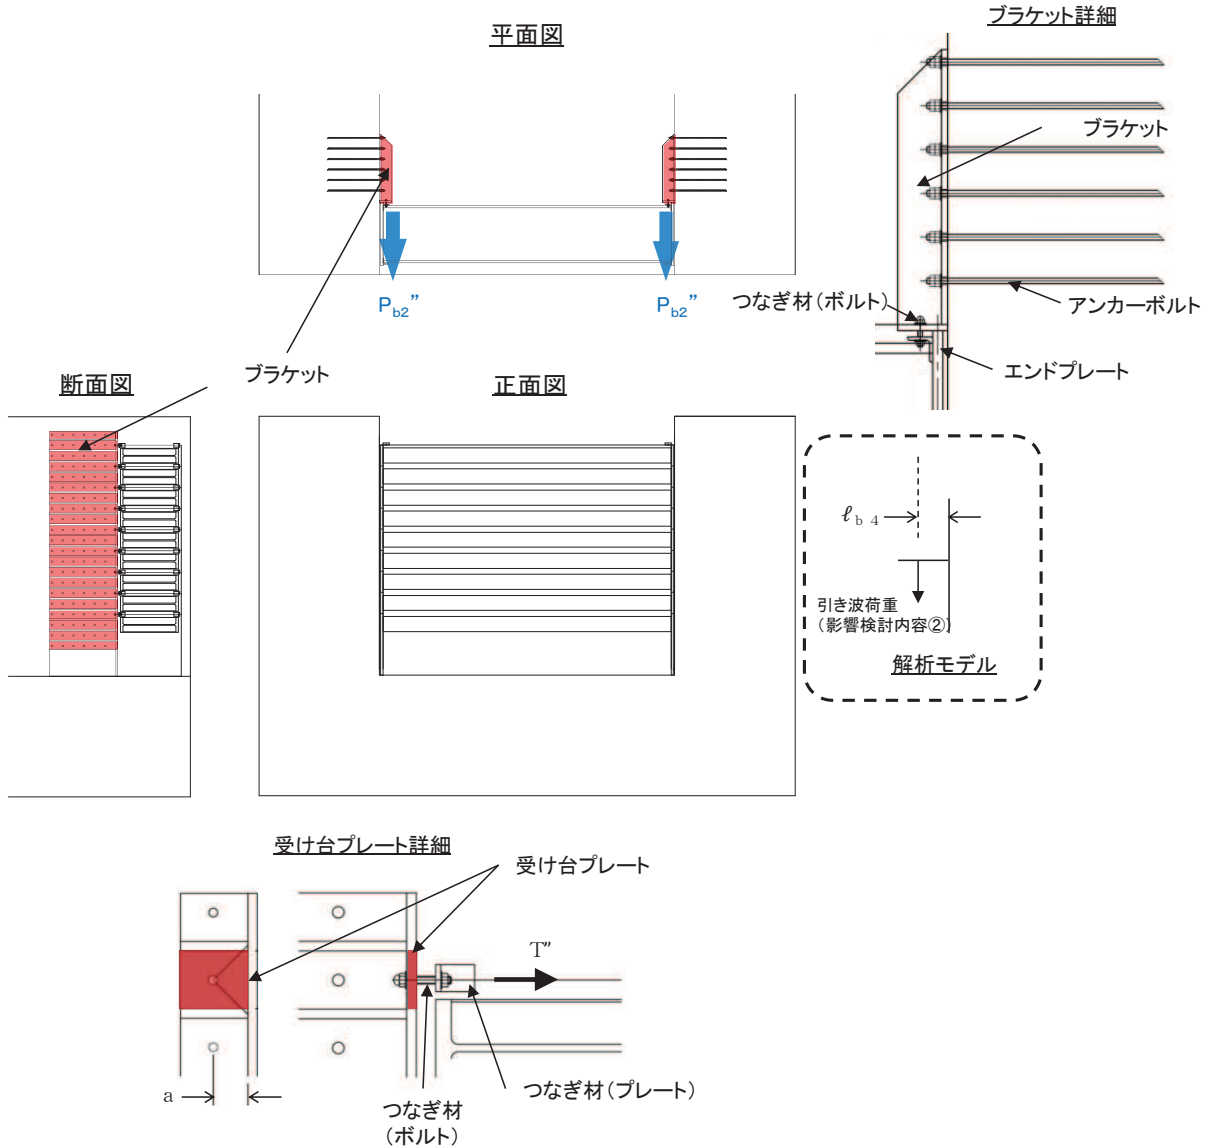 平面図
ブラケット詳細
ブラケット
つなぎ材（ボルト）
アンカーボルト
エンドプレート
Pb2”
Pb2”
ブラケット
断面図
正面図
ℓb4
引き波荷重
（影響検討内容②）
解析モデル
受け台プレート詳細
受け台プレート
T”
a
つなぎ材（プレート）
つなぎ材
（ボルト）